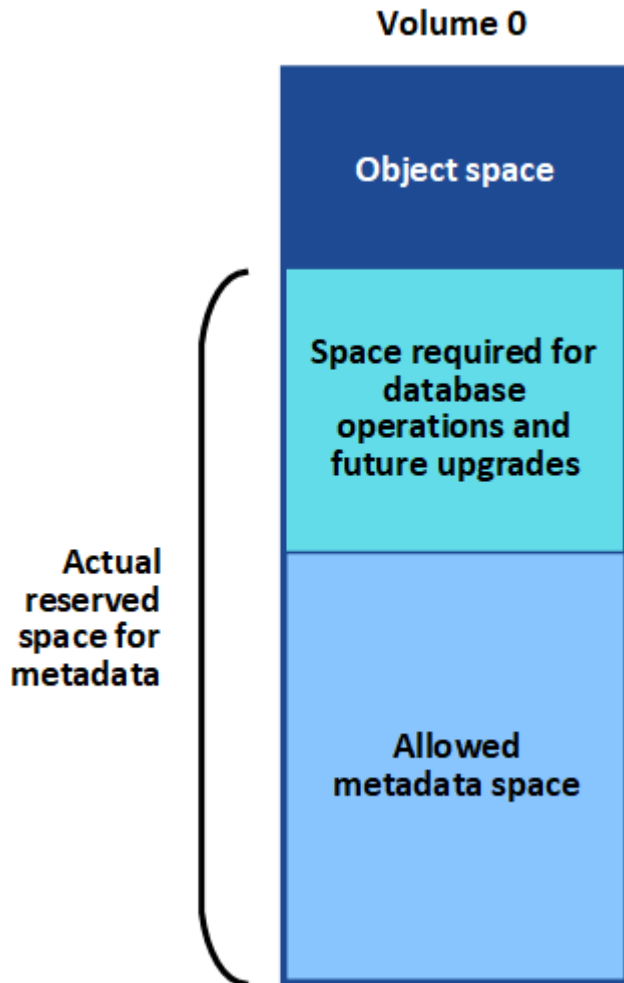 Volume 0
Object space
Space required for
database
operations and
future upgrades
Actual
reserved
space for
metadata
Allowed
metadata space